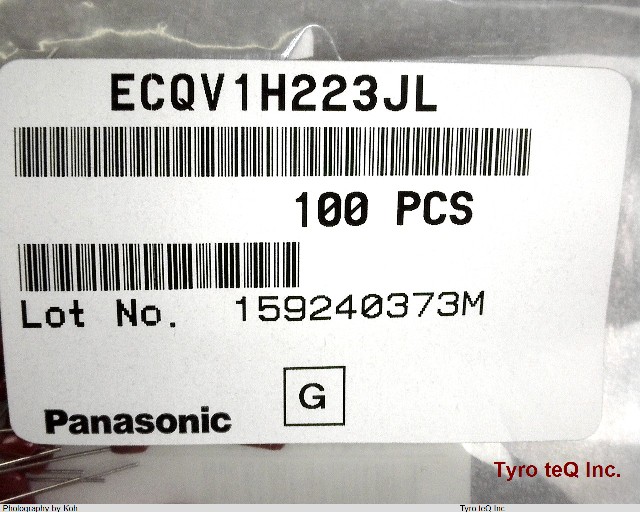 ECQV1H223JL
100 PCS
Lot No. 159240373M
G
Panasonic
Tyro teQ Inc.
Photography by Koh
Tyro teQ Inc